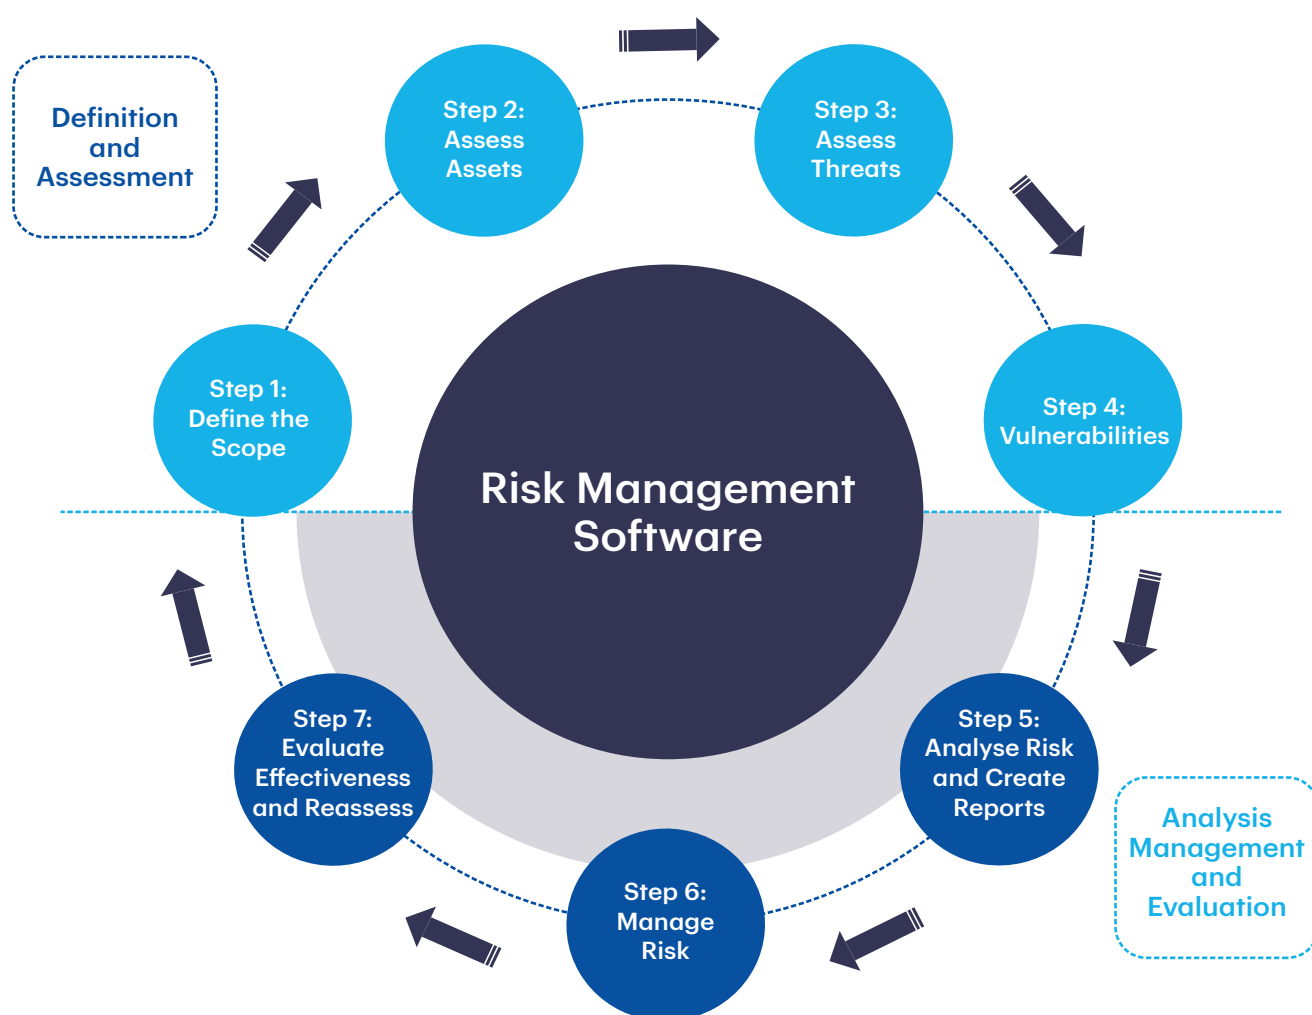 Definition
and
Assessment
Step 1:
Define the
Scope
Step 2:
Assess
Assets
Step 3:
Assess
Threats
Step 4:
Vulnerabilities
Risk Management
Software
Step 5:
Analyse Risk
and Create
Reports
Step 6:
Manage
Risk
Step 7:
Evaluate
Effectiveness
and Reassess
Analysis
Management
and
Evaluation